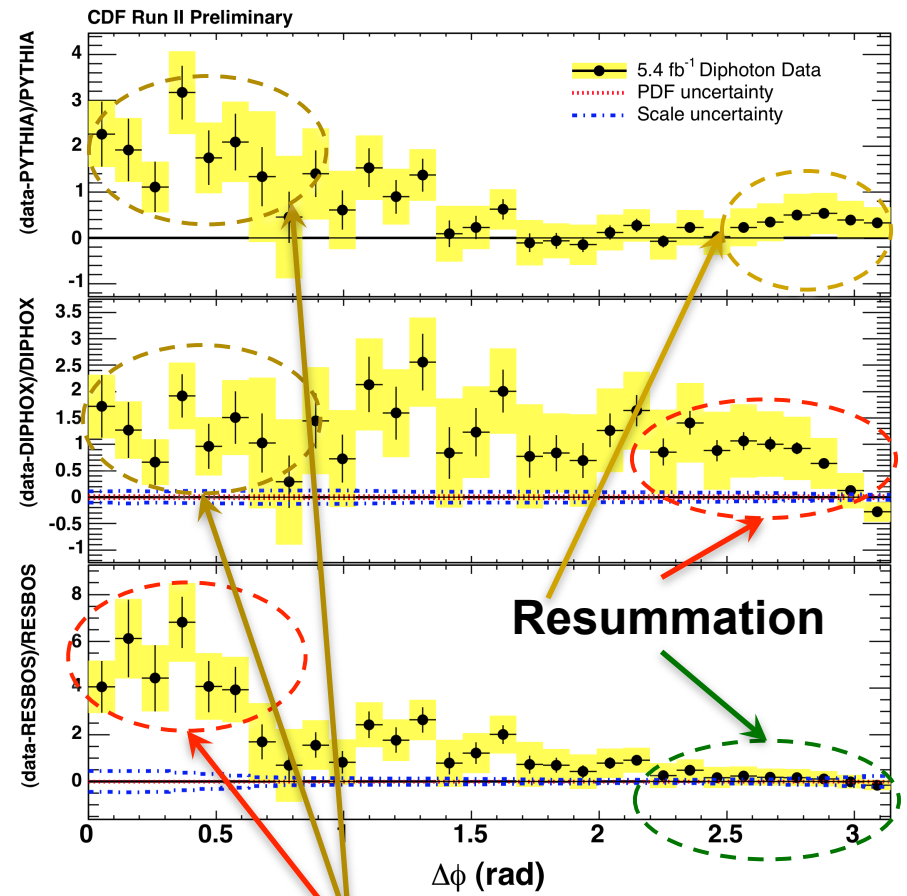 CDF Run II Preliminary
(data-PYTHIA)/PYTHIA
4
3
2
1
0
-1
5.4 fb⁻¹ Diphoton Data
PDF uncertainty
Scale uncertainty
(data-DIPHOX)/DIPHOX
3.5
3
2.5
2
1.5
1
0.5
0
-0.5
-1
(data-RESBOS)/RESBOS
8
6
4
2
0
Resummation
0 0.5 1 1.5 2 2.5 3
Δϕ (rad)